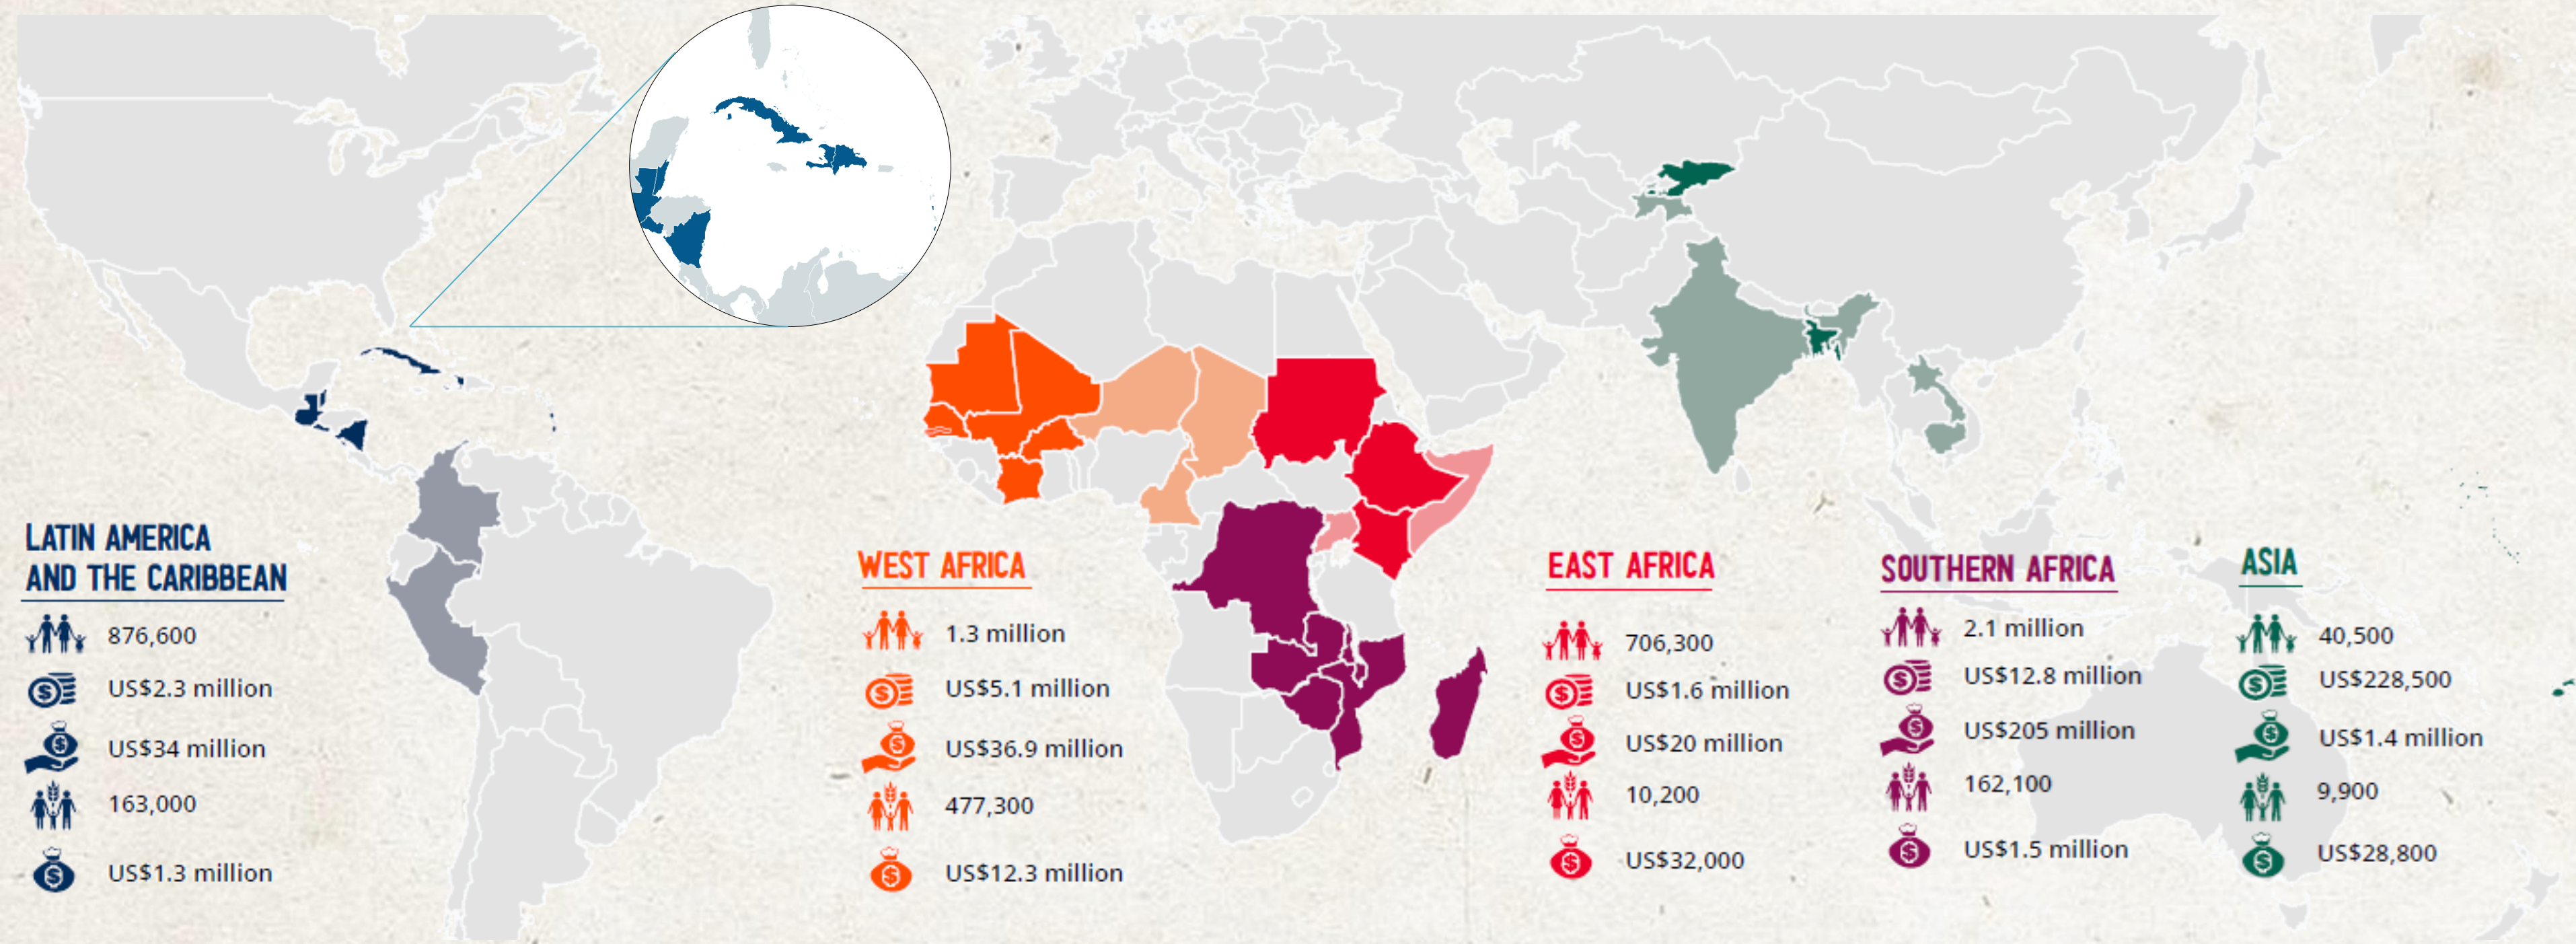 LATIN AMERICA
AND THE CARIBBEAN
876,600
US$2.3 million
US$34 million
163,000
US$1.3 million
WEST AFRICA
1.3 million
US$5.1 million
US$36.9 million
477,300
US$12.3 million
EAST AFRICA
706,300
US$1.6 million
US$20 million
10,200
US$32,000
SOUTHERN AFRICA
2.1 million
US$12.8 million
US$205 million
162,100
US$1.5 million
ASIA
40,500
US$228,500
US$1.4 million
9,900
US$28,800